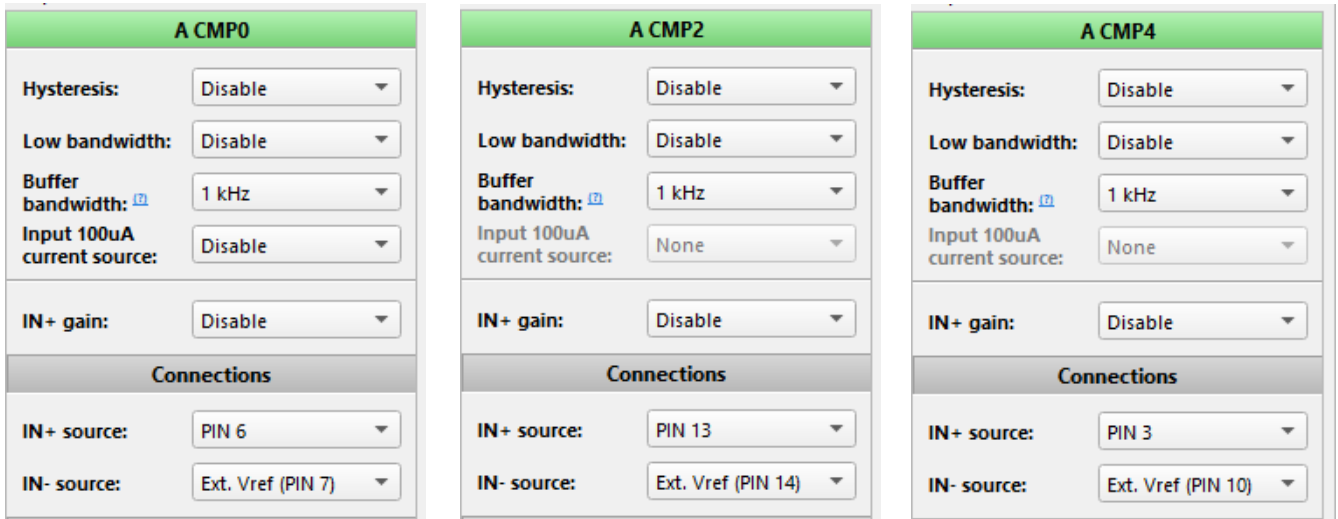 A CMP0
Hysteresis: Disable
Low bandwidth: Disable
Buffer
bandwidth: (?) 1 kHz
Input 100uA
current source: Disable
IN+ gain: Disable
Connections
IN+ source: PIN 6
IN- source: Ext. Vref (PIN 7)
A CMP2
Hysteresis: Disable
Low bandwidth: Disable
Buffer
bandwidth: (?) 1 kHz
Input 100uA
current source: None
IN+ gain: Disable
Connections
IN+ source: PIN 13
IN- source: Ext. Vref (PIN 14)
A CMP4
Hysteresis: Disable
Low bandwidth: Disable
Buffer
bandwidth: (?) 1 kHz
Input 100uA
current source: None
IN+ gain: Disable
Connections
IN+ source: PIN 3
IN- source: Ext. Vref (PIN 10)